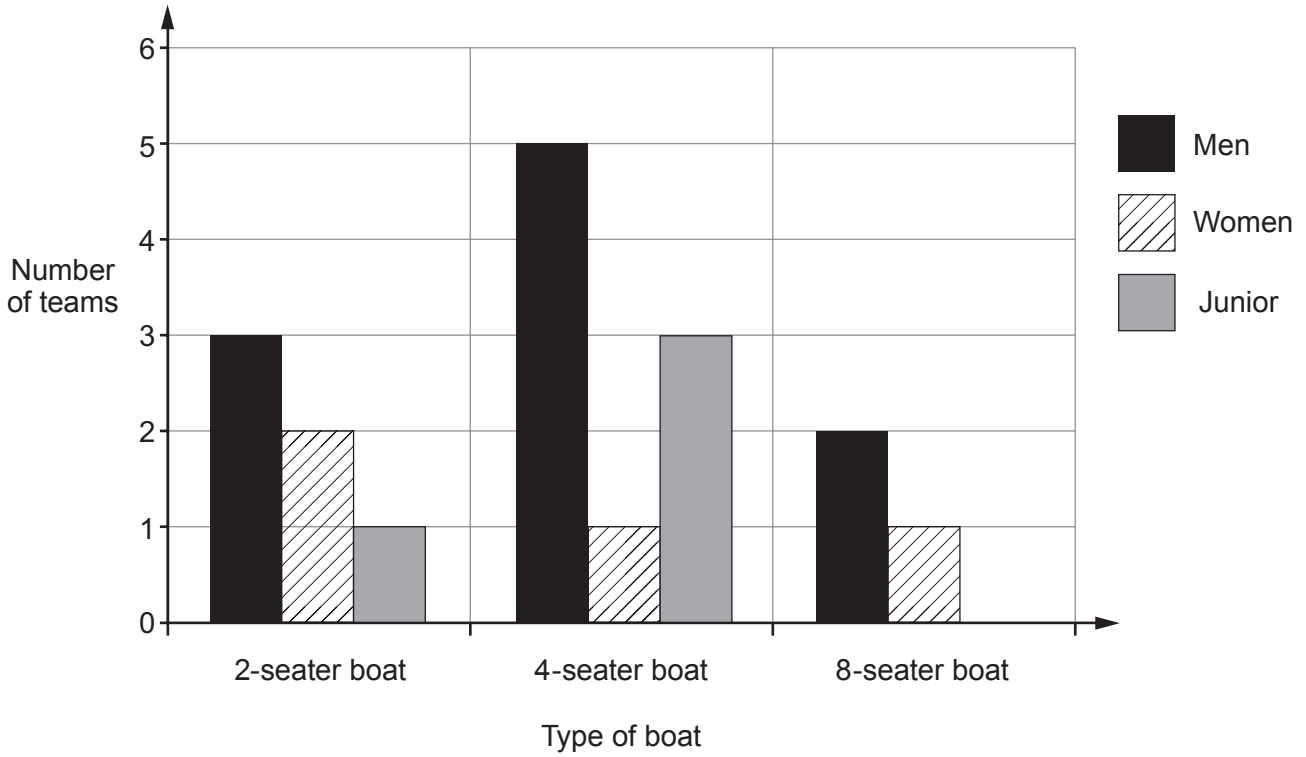 6
5
4
3
2
1
0
Number
of teams
2-seater boat
4-seater boat
8-seater boat
Type of boat
Men
Women
Junior